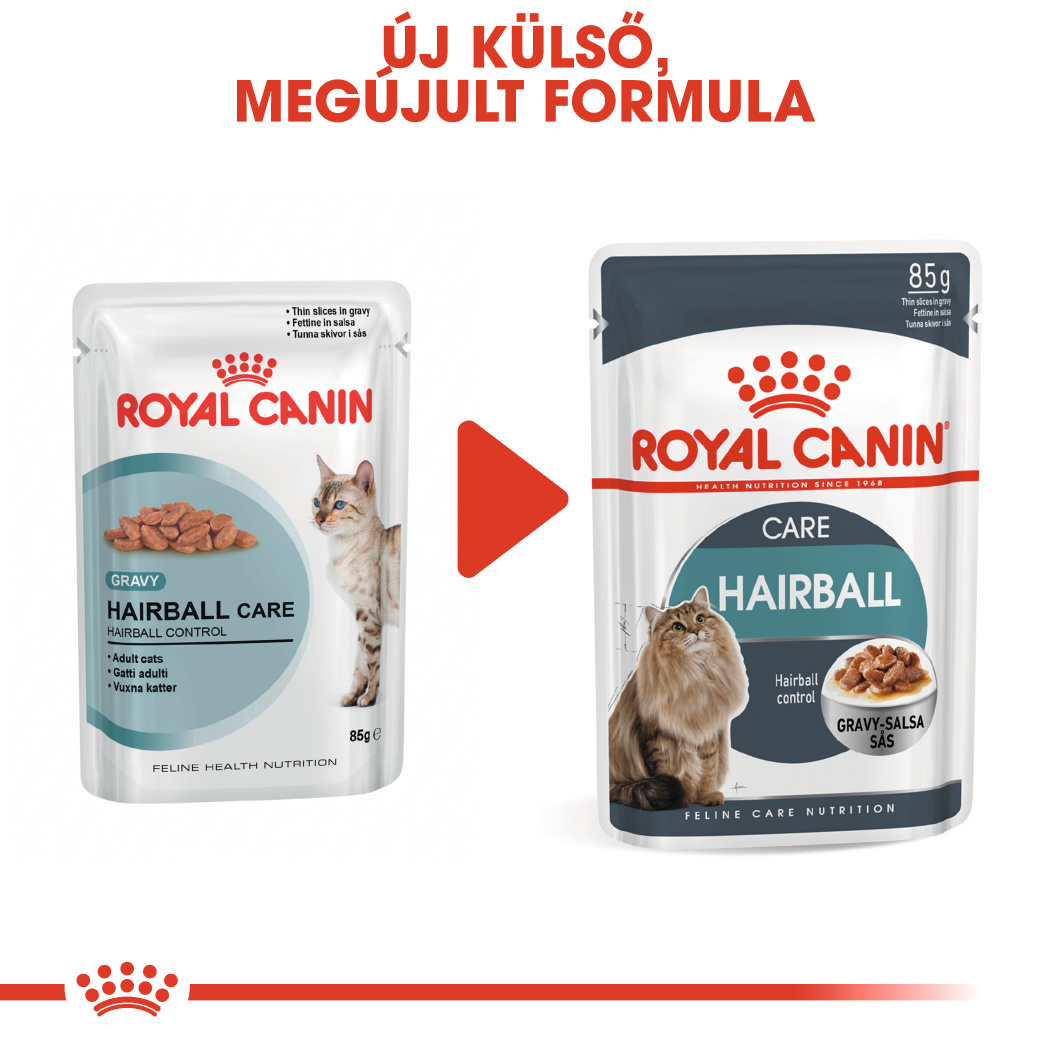 ÚJ KÜLSŐ,
MEGÚJULT FORMULA
• Thin slices in gravy
• Fettine in salsa
• Tunna skivor i sås
ROYAL CANIN
GRAVY
HAIRBALL CARE
HAIRBALL CONTROL
• Adult cats
• Gatti adulti
• Vuxna katter
85g e
FELINE HEALTH NUTRITION
85g
Thin slices in gravy
Fettine in salsa
Tunna skivor i sås
ROYAL CANIN®
HEALTH NUTRITION SINCE 1968
CARE
HAIRBALL
Hairball
control
GRAVY-SALSA
SÅS
FELINE CARE NUTRITION